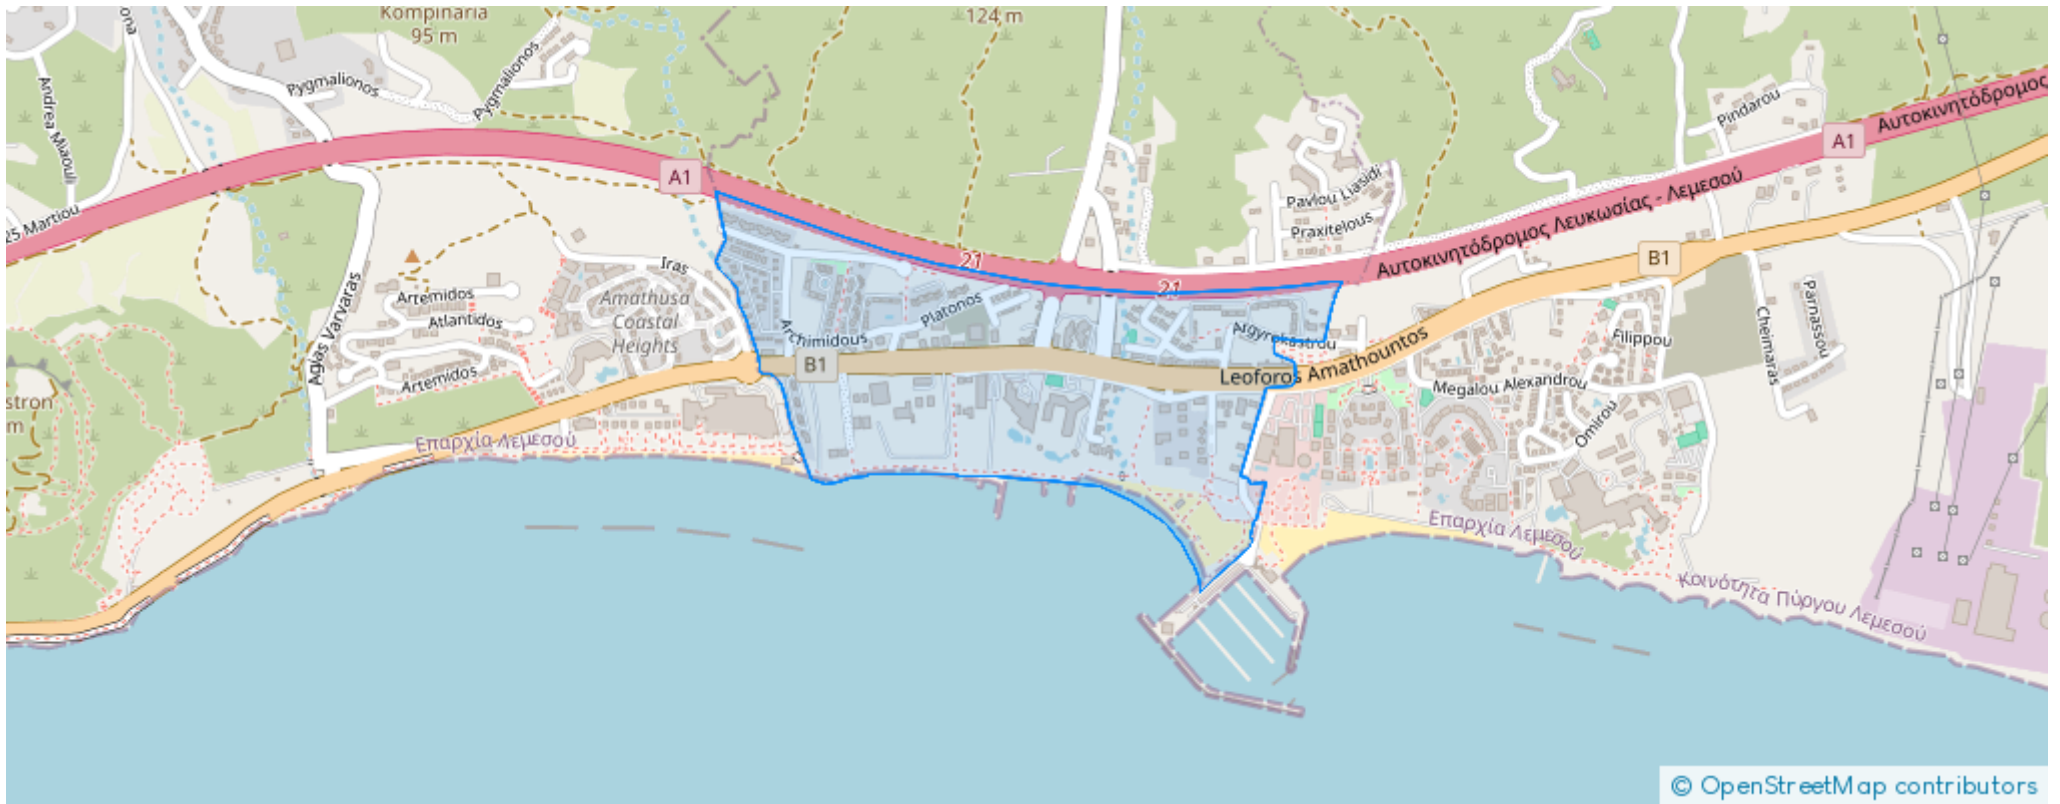 Kompinaria
95 m
124 m
Pygmalionos
Pygmalionos
Andrea Miaouli
ona
Pindarou
Αυτοκινητόδρομος
A1
A1
Pavlou Liasidi
Praxitelous
25 Martiou
Αυτοκινητόδρομος Λευκωσίας - Λεμεσού
21
21
B1
Iras
Agias Varvaras
Artemidos
Atlantidos
Artemidos
Amathusa
Coastal
Heights
Platonos
Archimidous
Argyrokastrou
B1
Leoforos Amathountos
Filippou
Parnassou
Cheimaras
Megalou Alexandrou
Omirou
stron
m
Επαρχία Λεμεσού
Επαρχία Λεμεσού
Κοινότητα Πύργου Λεμεσού
© OpenStreetMap contributors